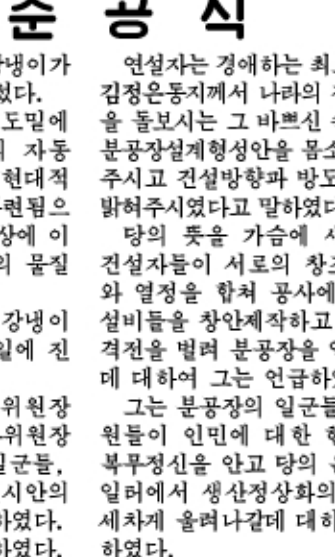 준 공 식
강냉이가
섰다.
도밑에
자동
현대적
련됨으
상에 이
의 물질
강냉이
일에 진
위원장
위원장
일군들,
시안의
하였다.
하였다.
연설자는 경애하는 최
김정은동지께서 나라의
을 돌보시는 그 바쁘신
분공장설계형성안을 몸소
주시고 건설방향과 방도
밝혀주시였다고 말하였다
당의 뜻을 가슴에 새
건설자들이 서로의 창조
와 열정을 합쳐 공사에
설비들을 창안제작하고
격전을 벌려 분공장을
데 대하여 그는 언급하
그는 분공장의 일군들
원들이 인민에 대한
복무정신을 안고 당의
일터에서 생산정상화의
세차게 울려나갈데 대하
하였다.